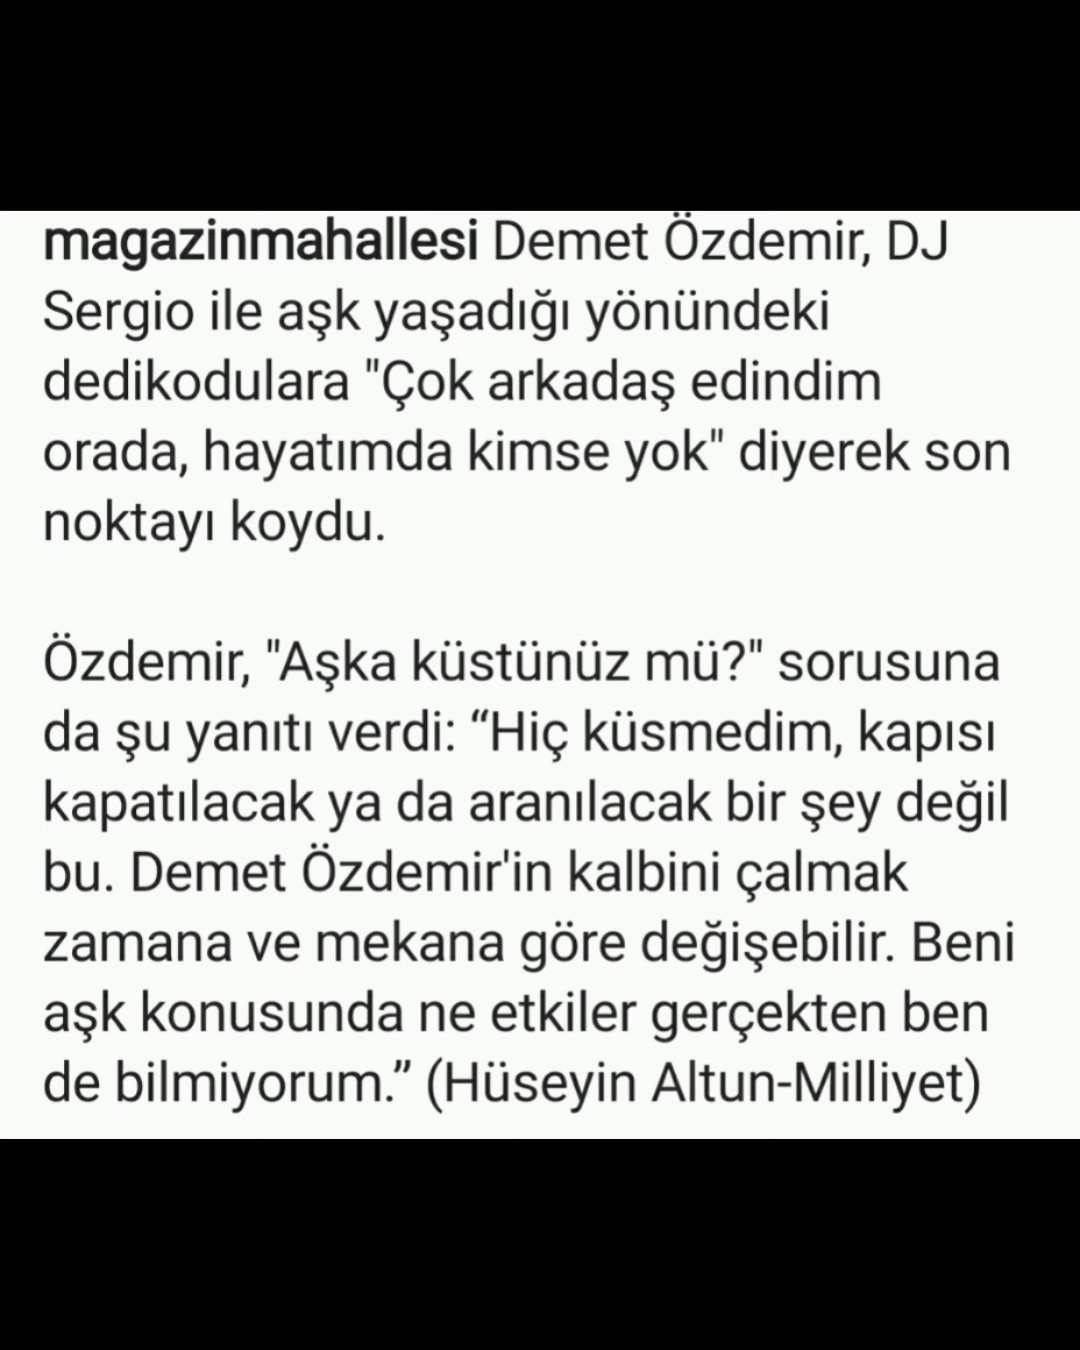 magazinmahallesi Demet Özdemir, DJ
Sergio ile aşk yaşadığı yönündeki
dedikodulara "Çok arkadaş edindim
orada, hayatımda kimse yok" diyerek son
noktayı koydu.
Özdemir, "Aşka küstünüz mü?" sorusuna
da şu yanıtı verdi: “Hiç küsmedim, kapısı
kapatılacak ya da aranılacak bir şey değil
bu. Demet Özdemir'in kalbini çalmak
zamana ve mekana göre değişebilir. Beni
aşk konusunda ne etkiler gerçekten ben
de bilmiyorum.” (Hüseyin Altun-Milliyet)